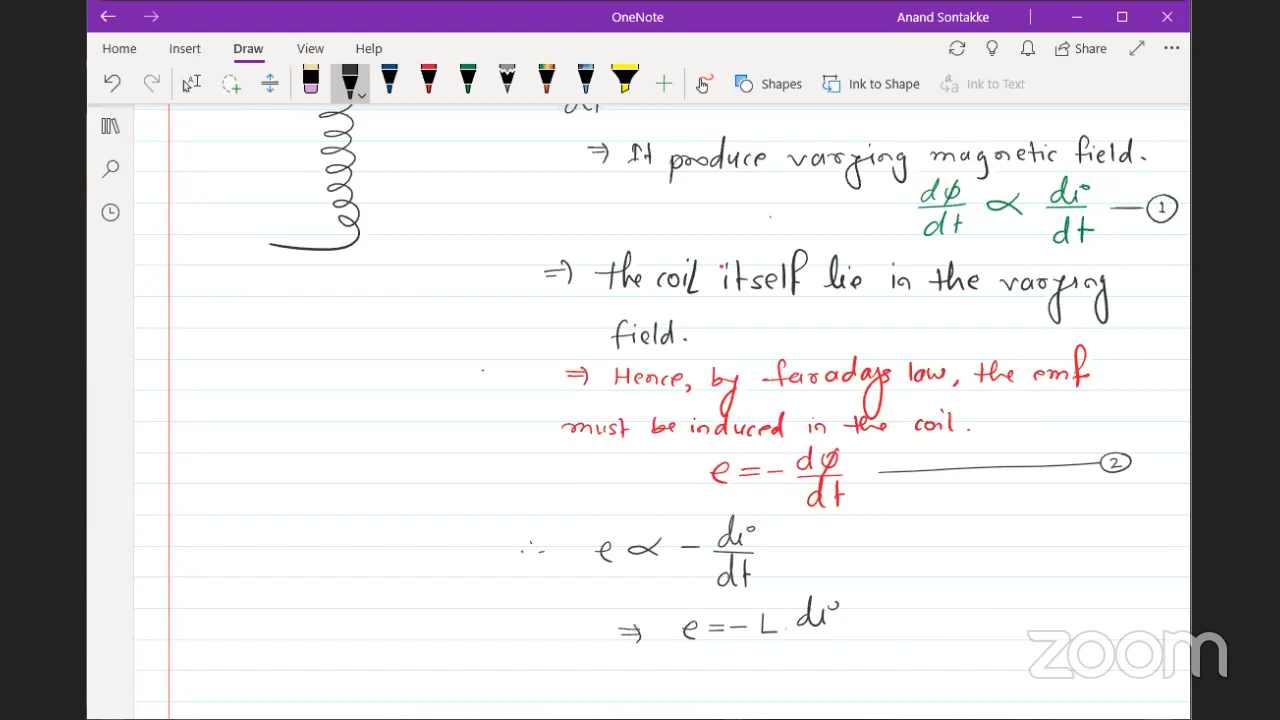 OneNote
Anand Sontakke
Home Insert Draw View Help
Share
Shapes Ink to Shape Ink to Text
⇒ It produce varying magnetic field.
dφ/dt ∝ di/dt — ①
⇒ the coil itself lie in the varying
field.
⇒ Hence, by faradays low, the emf
must be induced in the coil.
e = - dφ/dt — ②
∴ e ∝ - di/dt
⇒ e = - L . di
zoom